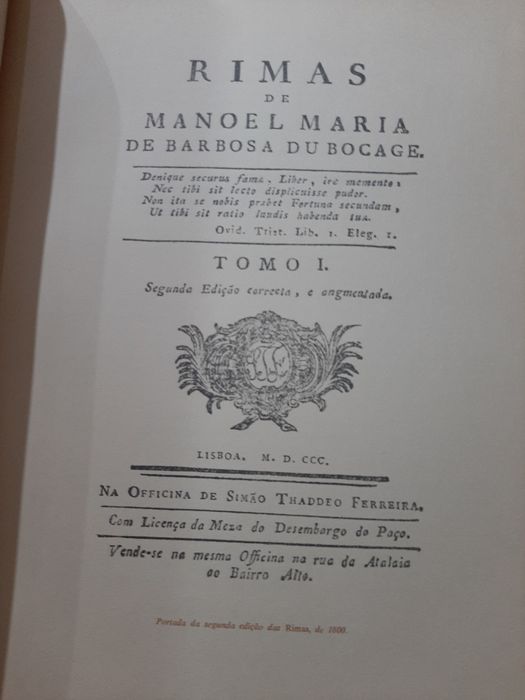 RIMAS
DE
MANOEL MARIA
DE BARBOSA DU BOCAGE.
Denique securus famæ, Liber, ire memento:
Nec tibi sit lecto displicuisse pudor.
Non ita se nobis præbet Fortuna secundam,
Ut tibi sit ratio laudis habenda tuæ.
Ovid. Trist. Lib. 1. Eleg. 1.
TOMO I.
Segunda Edição correcta, e augmentada.
LISBOA. M. D. CCC.
NA OFFICINA DE SIMÃO THADDEO FERREIRA.
Com Licença da Meza do Desembargo do Paço.
Vende-se na mesma Officina na rua da Atalaia
ao Bairro Alto.
Portada da segunda edição das Rimas, de 1800.